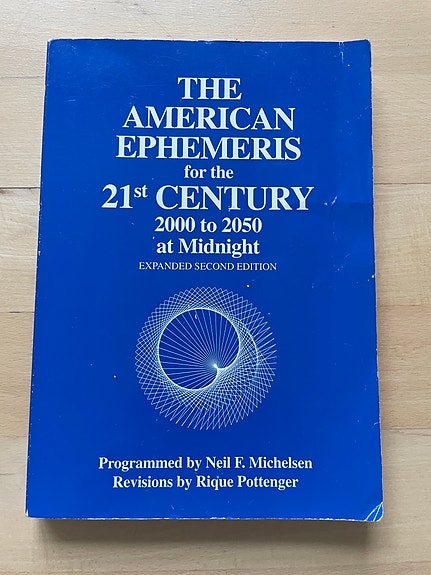 THE
AMERICAN
EPHEMERIS
for the
21st CENTURY
2000 to 2050
at Midnight
EXPANDED SECOND EDITION
Programmed by Neil F. Michelsen
Revisions by Rique Pottenger